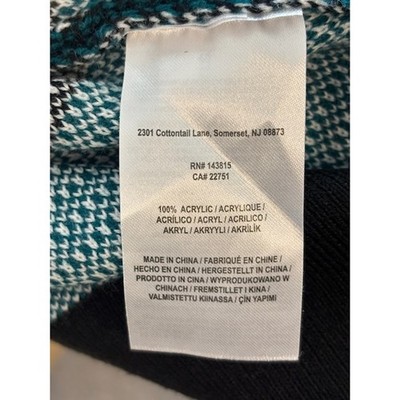 2301 Cottontail Lane, Somerset, NJ 08873
RN# 143815
CA# 22751
100% ACRYLIC / ACRYLIQUE /
ACRÍLICO / ACRYL / ACRILICO /
AKRYL / AKRYYLI / AKRİLİK
MADE IN CHINA / FABRIQUÉ EN CHINE /
HECHO EN CHINA / HERGESTELLT IN CHINA /
PRODOTTO IN CINA / WYPRODUKOWANO W
CHINACH / FREMSTILLET I KINA /
VALMISTETTU KIINASSA / ÇİN YAPIMI